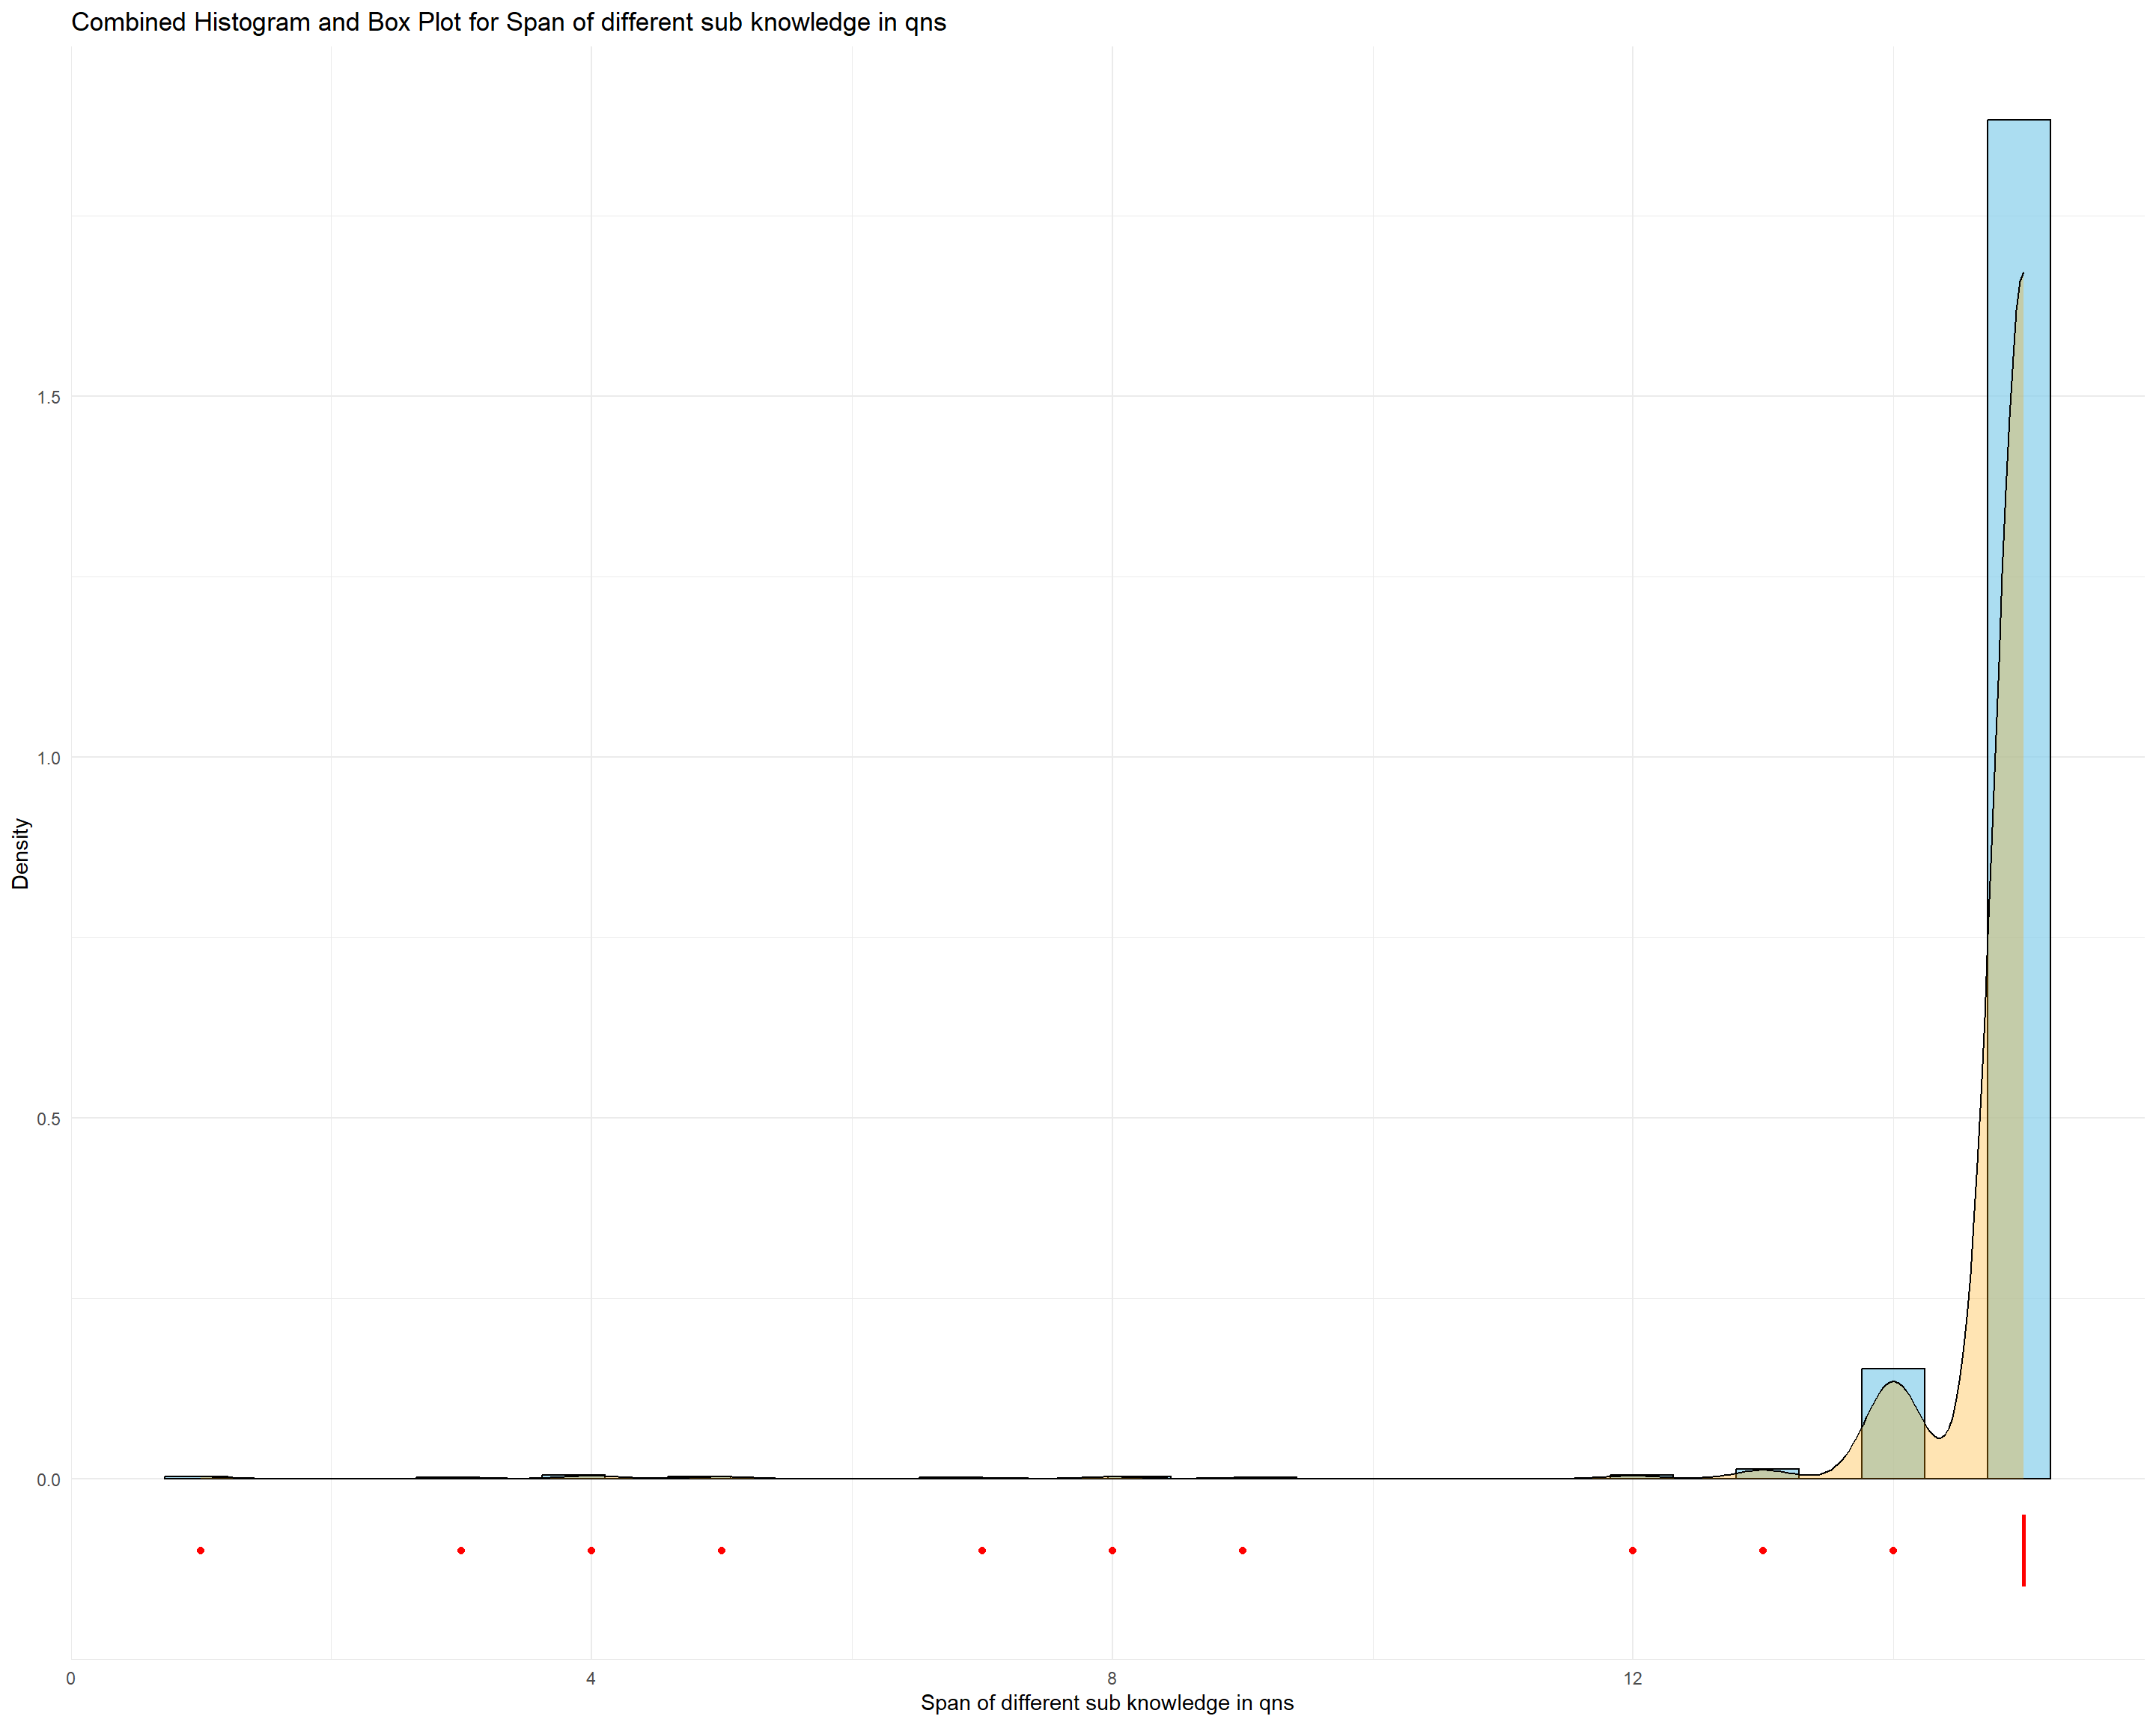 Combined Histogram and Box Plot for Span of different sub knowledge in qns
1.5
1.0
0.5
0.0
Density
0 4 8 12
Span of different sub knowledge in qns